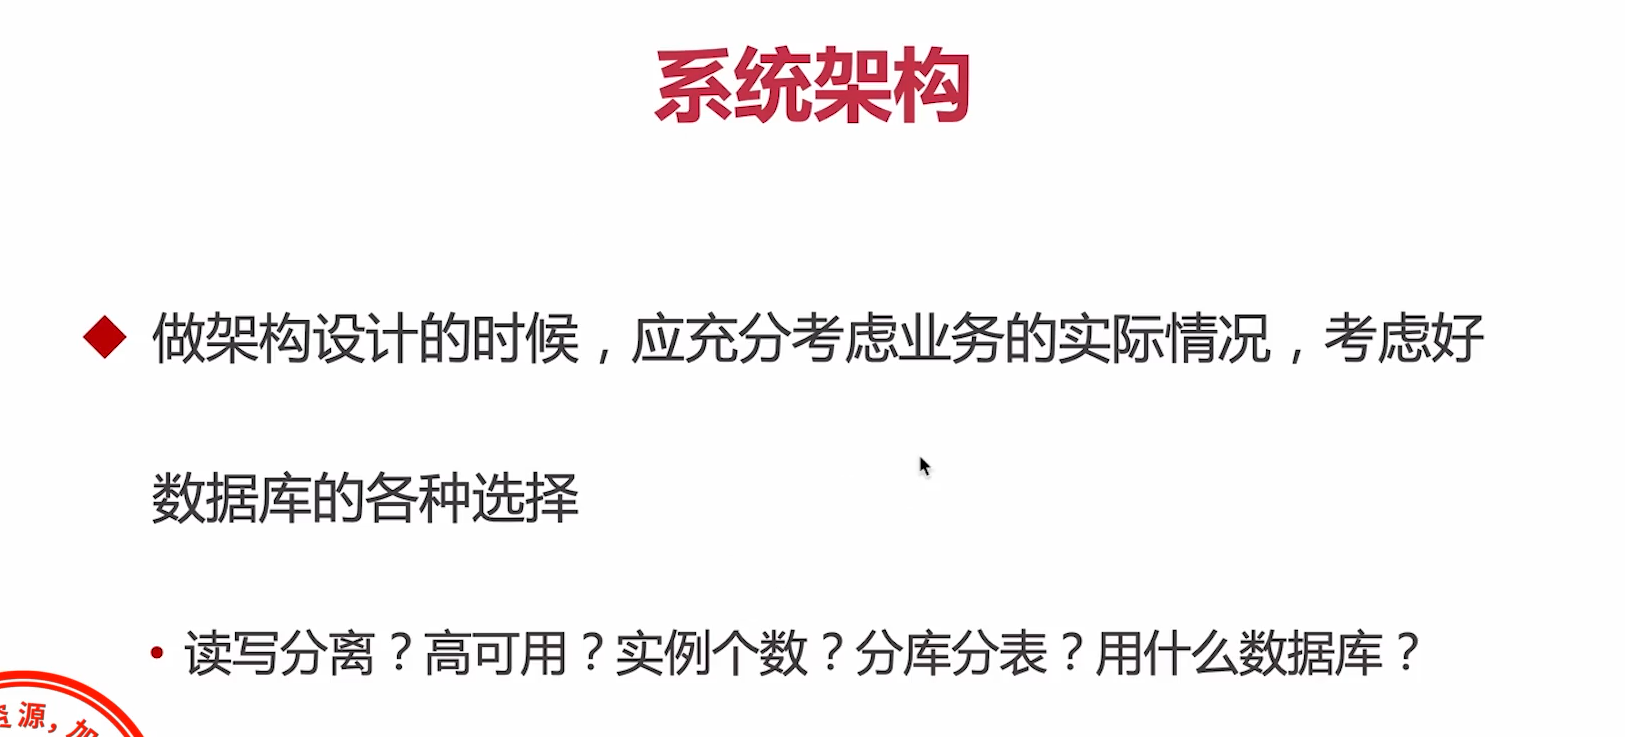 系统架构
做架构设计的时候，应充分考虑业务的实际情况，考虑好
数据库的各种选择
读写分离？高可用？实例个数？分库分表？用什么数据库？
源，加